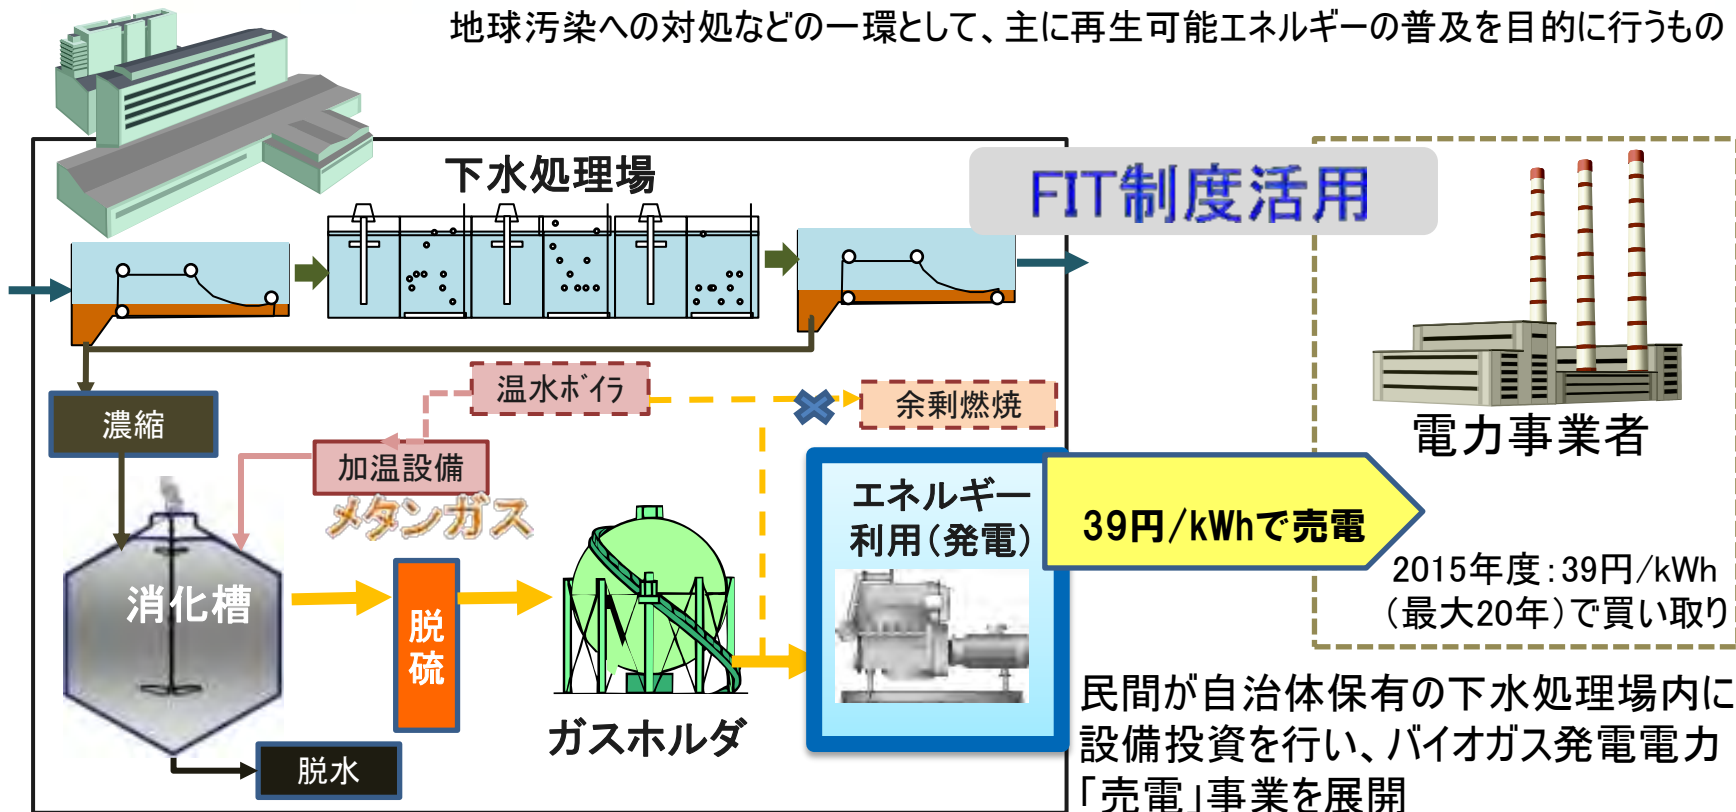 地球汚染への対処などの一環として、主に再生可能エネルギーの普及を目的に行うもの
下水処理場
FIT制度活用
温水ボイラ
余剰燃焼
濃縮
加温設備
メタンガス
電力事業者
エネルギー
利用(発電)
39円/kWhで売電
2015年度:39円/kWh
(最大20年)で買い取り
消化槽
脱硫
ガスホルダ
脱水
民間が自治体保有の下水処理場内に
設備投資を行い、バイオガス発電電力
「売電」事業を展開